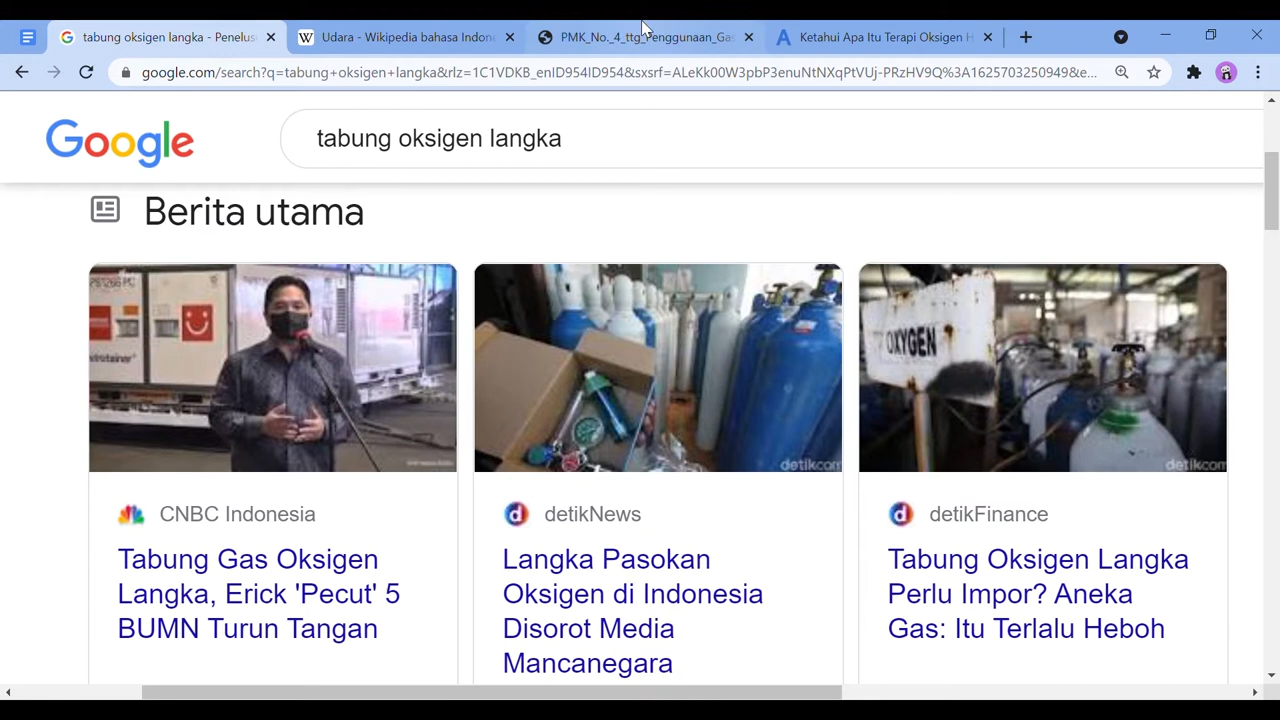 tabung oksigen langka - Penelus
Udara - Wikipedia bahasa Indone
PMK_No._4_ttg_Penggunaan_Gas
Ketahui Apa Itu Terapi Oksigen H
google.com/search?q=tabung+oksigen+langka&rlz=1C1VDKB_enID954ID954&sxsrf=ALeKk00W3pbP3enuNtNXqPtVUj-PRzHV9Q%3A1625703250949&e...
Google
tabung oksigen langka
Berita utama
OXYGEN
detikcom
detikcom
CNBC Indonesia
detikNews
detikFinance
Tabung Gas Oksigen
Langka, Erick 'Pecut' 5
BUMN Turun Tangan
Langka Pasokan
Oksigen di Indonesia
Disorot Media
Mancanegara
Tabung Oksigen Langka
Perlu Impor? Aneka
Gas: Itu Terlalu Heboh